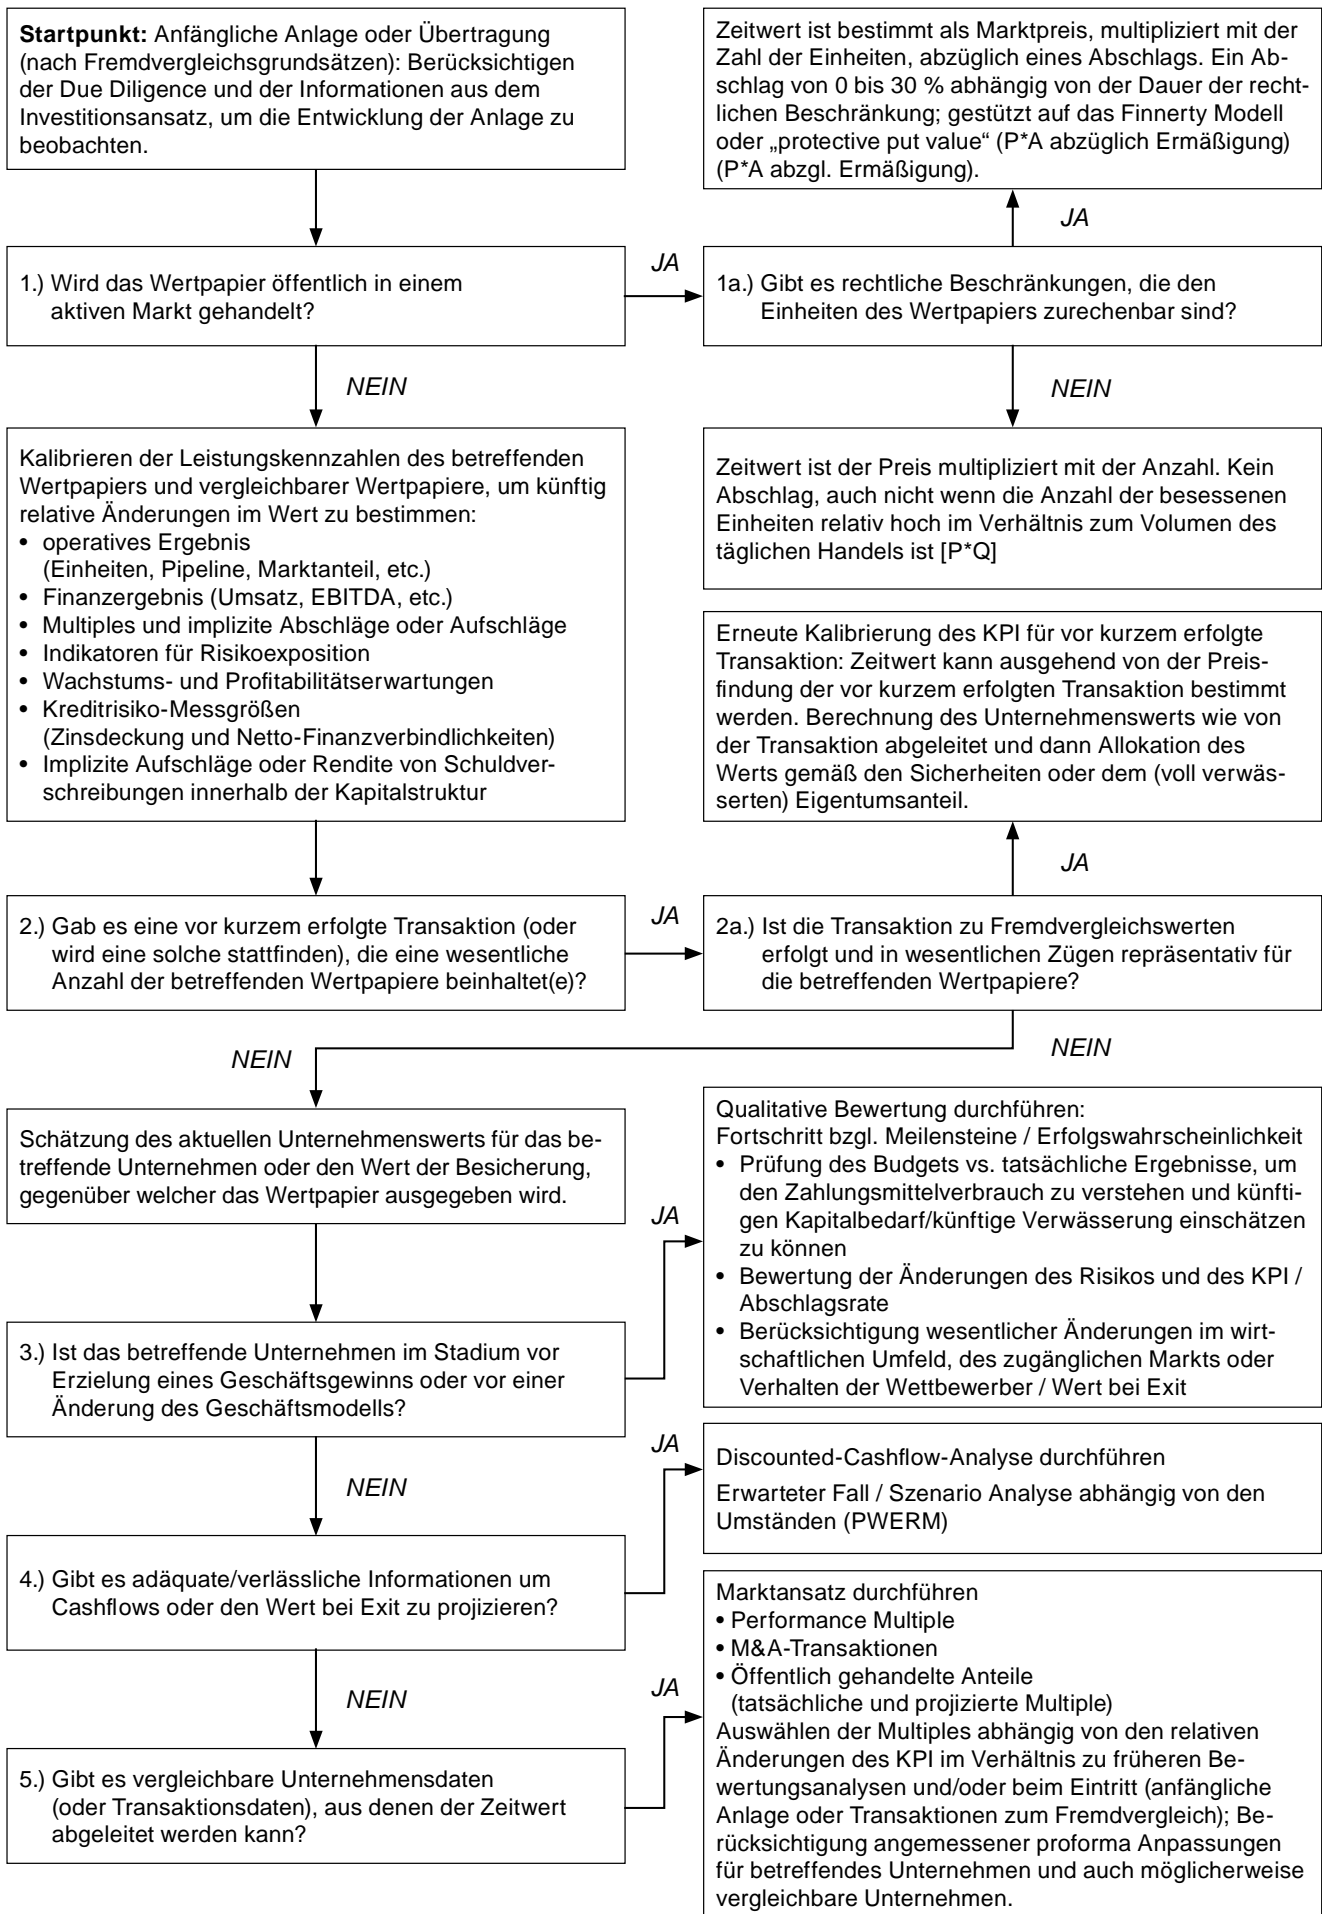 Startpunkt: Anfängliche Anlage oder Übertragung
(nach Fremdvergleichsgrundsätzen): Berücksichtigen
der Due Diligence und der Informationen aus dem
Investitionsansatz, um die Entwicklung der Anlage zu
beobachten.
Zeitwert ist bestimmt als Marktpreis, multipliziert mit der
Zahl der Einheiten, abzüglich eines Abschlags. Ein Ab-
schlag von 0 bis 30 % abhängig von der Dauer der recht-
lichen Beschränkung; gestützt auf das Finnerty Modell
oder „protective put value“ (P*A abzüglich Ermäßigung)
(P*A abzgl. Ermäßigung).
JA
1.) Wird das Wertpapier öffentlich in einem
aktiven Markt gehandelt?
JA
1a.) Gibt es rechtliche Beschränkungen, die den
Einheiten des Wertpapiers zurechenbar sind?
NEIN
NEIN
Kalibrieren der Leistungskennzahlen des betreffenden
Wertpapiers und vergleichbarer Wertpapiere, um künftig
relative Änderungen im Wert zu bestimmen:
• operatives Ergebnis
(Einheiten, Pipeline, Marktanteil, etc.)
• Finanzergebnis (Umsatz, EBITDA, etc.)
• Multiples und implizite Abschläge oder Aufschläge
• Indikatoren für Risikoexposition
• Wachstums- und Profitabilitätserwartungen
• Kreditrisiko-Messgrößen
(Zinsdeckung und Netto-Finanzverbindlichkeiten)
• Implizite Aufschläge oder Rendite von Schuldver-
schreibungen innerhalb der Kapitalstruktur
Zeitwert ist der Preis multipliziert mit der Anzahl. Kein
Abschlag, auch nicht wenn die Anzahl der besessenen
Einheiten relativ hoch im Verhältnis zum Volumen des
täglichen Handels ist [P*Q]
Erneute Kalibrierung des KPI für vor kurzem erfolgte
Transaktion: Zeitwert kann ausgehend von der Preis-
findung der vor kurzem erfolgten Transaktion bestimmt
werden. Berechnung des Unternehmenswerts wie von
der Transaktion abgeleitet und dann Allokation des
Werts gemäß den Sicherheiten oder dem (voll verwäs-
serten) Eigentumsanteil.
JA
2.) Gab es eine vor kurzem erfolgte Transaktion (oder
wird eine solche stattfinden), die eine wesentliche
Anzahl der betreffenden Wertpapiere beinhaltet(e)?
JA
2a.) Ist die Transaktion zu Fremdvergleichswerten
erfolgt und in wesentlichen Zügen repräsentativ für
die betreffenden Wertpapiere?
NEIN
NEIN
Schätzung des aktuellen Unternehmenswerts für das be-
treffende Unternehmen oder den Wert der Besicherung,
gegenüber welcher das Wertpapier ausgegeben wird.
JA
Qualitative Bewertung durchführen:
Fortschritt bzgl. Meilensteine / Erfolgswahrscheinlichkeit
• Prüfung des Budgets vs. tatsächliche Ergebnisse, um
den Zahlungsmittelverbrauch zu verstehen und künfti-
gen Kapitalbedarf/künftige Verwässerung einschätzen
zu können
• Bewertung der Änderungen des Risikos und des KPI /
Abschlagsrate
• Berücksichtigung wesentlicher Änderungen im wirt-
schaftlichen Umfeld, des zugänglichen Markts oder
Verhalten der Wettbewerber / Wert bei Exit
3.) Ist das betreffende Unternehmen im Stadium vor
Erzielung eines Geschäftsgewinns oder vor einer
Änderung des Geschäftsmodells?
JA
NEIN
Discounted-Cashflow-Analyse durchführen
Erwarteter Fall / Szenario Analyse abhängig von den
Umständen (PWERM)
4.) Gibt es adäquate/verlässliche Informationen um
Cashflows oder den Wert bei Exit zu projizieren?
NEIN
JA
Marktansatz durchführen
• Performance Multiple
• M&A-Transaktionen
• Öffentlich gehandelte Anteile
(tatsächliche und projizierte Multiple)
Auswählen der Multiples abhängig von den relativen
Änderungen des KPI im Verhältnis zu früheren Be-
wertungsanalysen und/oder beim Eintritt (anfängliche
Anlage oder Transaktionen zum Fremdvergleich); Be-
rücksichtigung angemessener proforma Anpassungen
für betreffendes Unternehmen und auch möglicherweise
vergleichbare Unternehmen.
5.) Gibt es vergleichbare Unternehmensdaten
(oder Transaktionsdaten), aus denen der Zeitwert
abgeleitet werden kann?